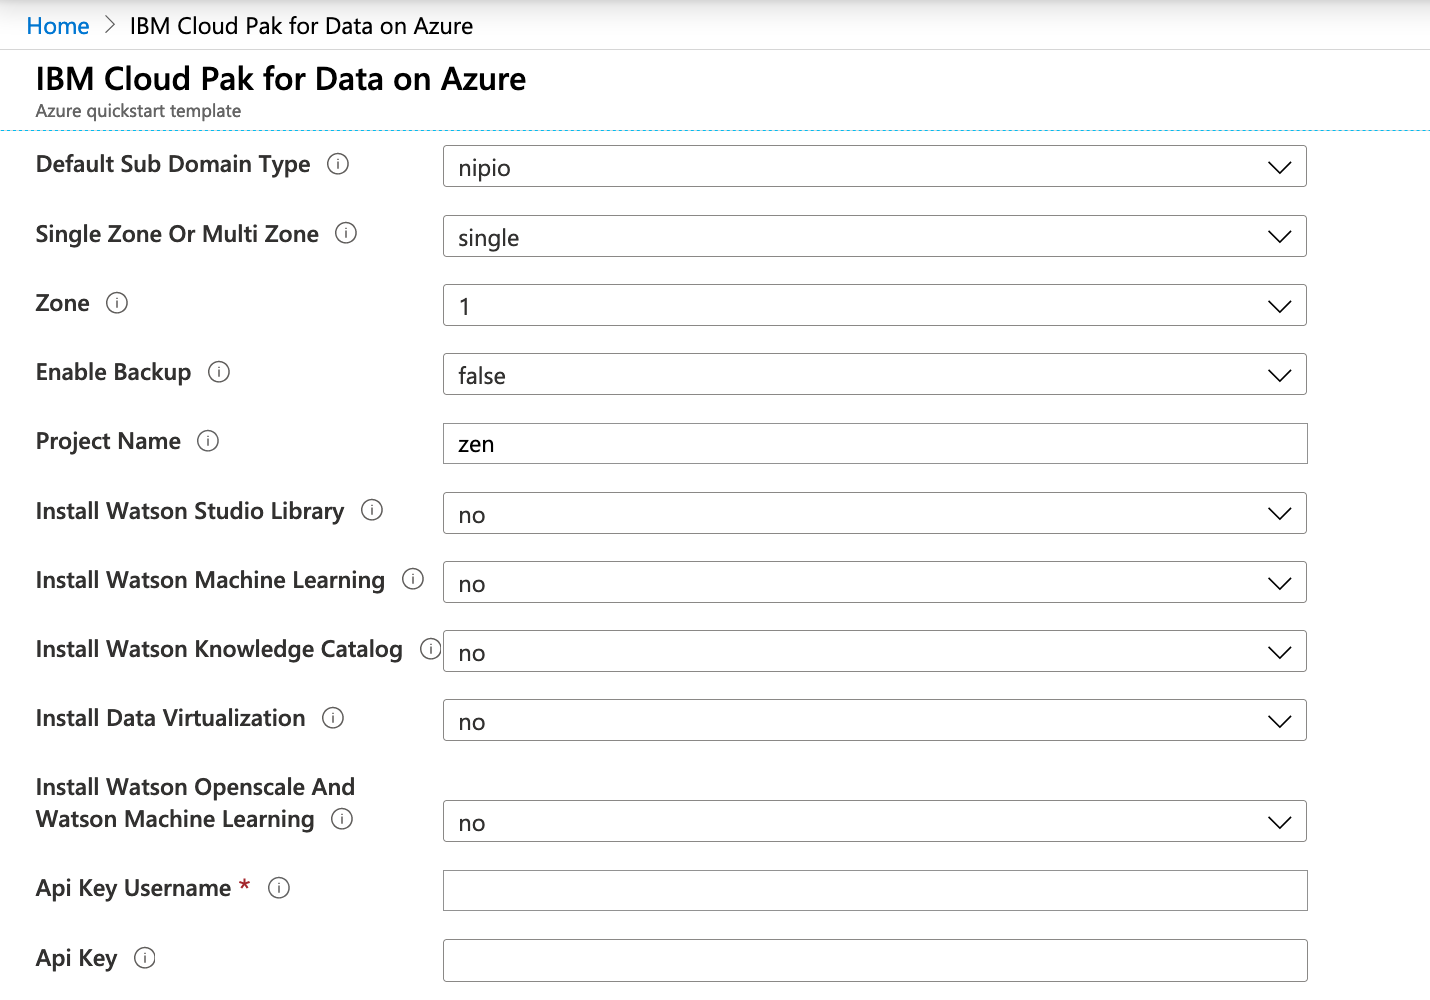 Home > IBM Cloud Pak for Data on Azure
IBM Cloud Pak for Data on Azure
Azure quickstart template
Default Sub Domain Type nipio
Single Zone Or Multi Zone single
Zone 1
Enable Backup false
Project Name zen
Install Watson Studio Library no
Install Watson Machine Learning no
Install Watson Knowledge Catalog no
Install Data Virtualization no
Install Watson Openscale And
Watson Machine Learning no
Api Key Username *
Api Key